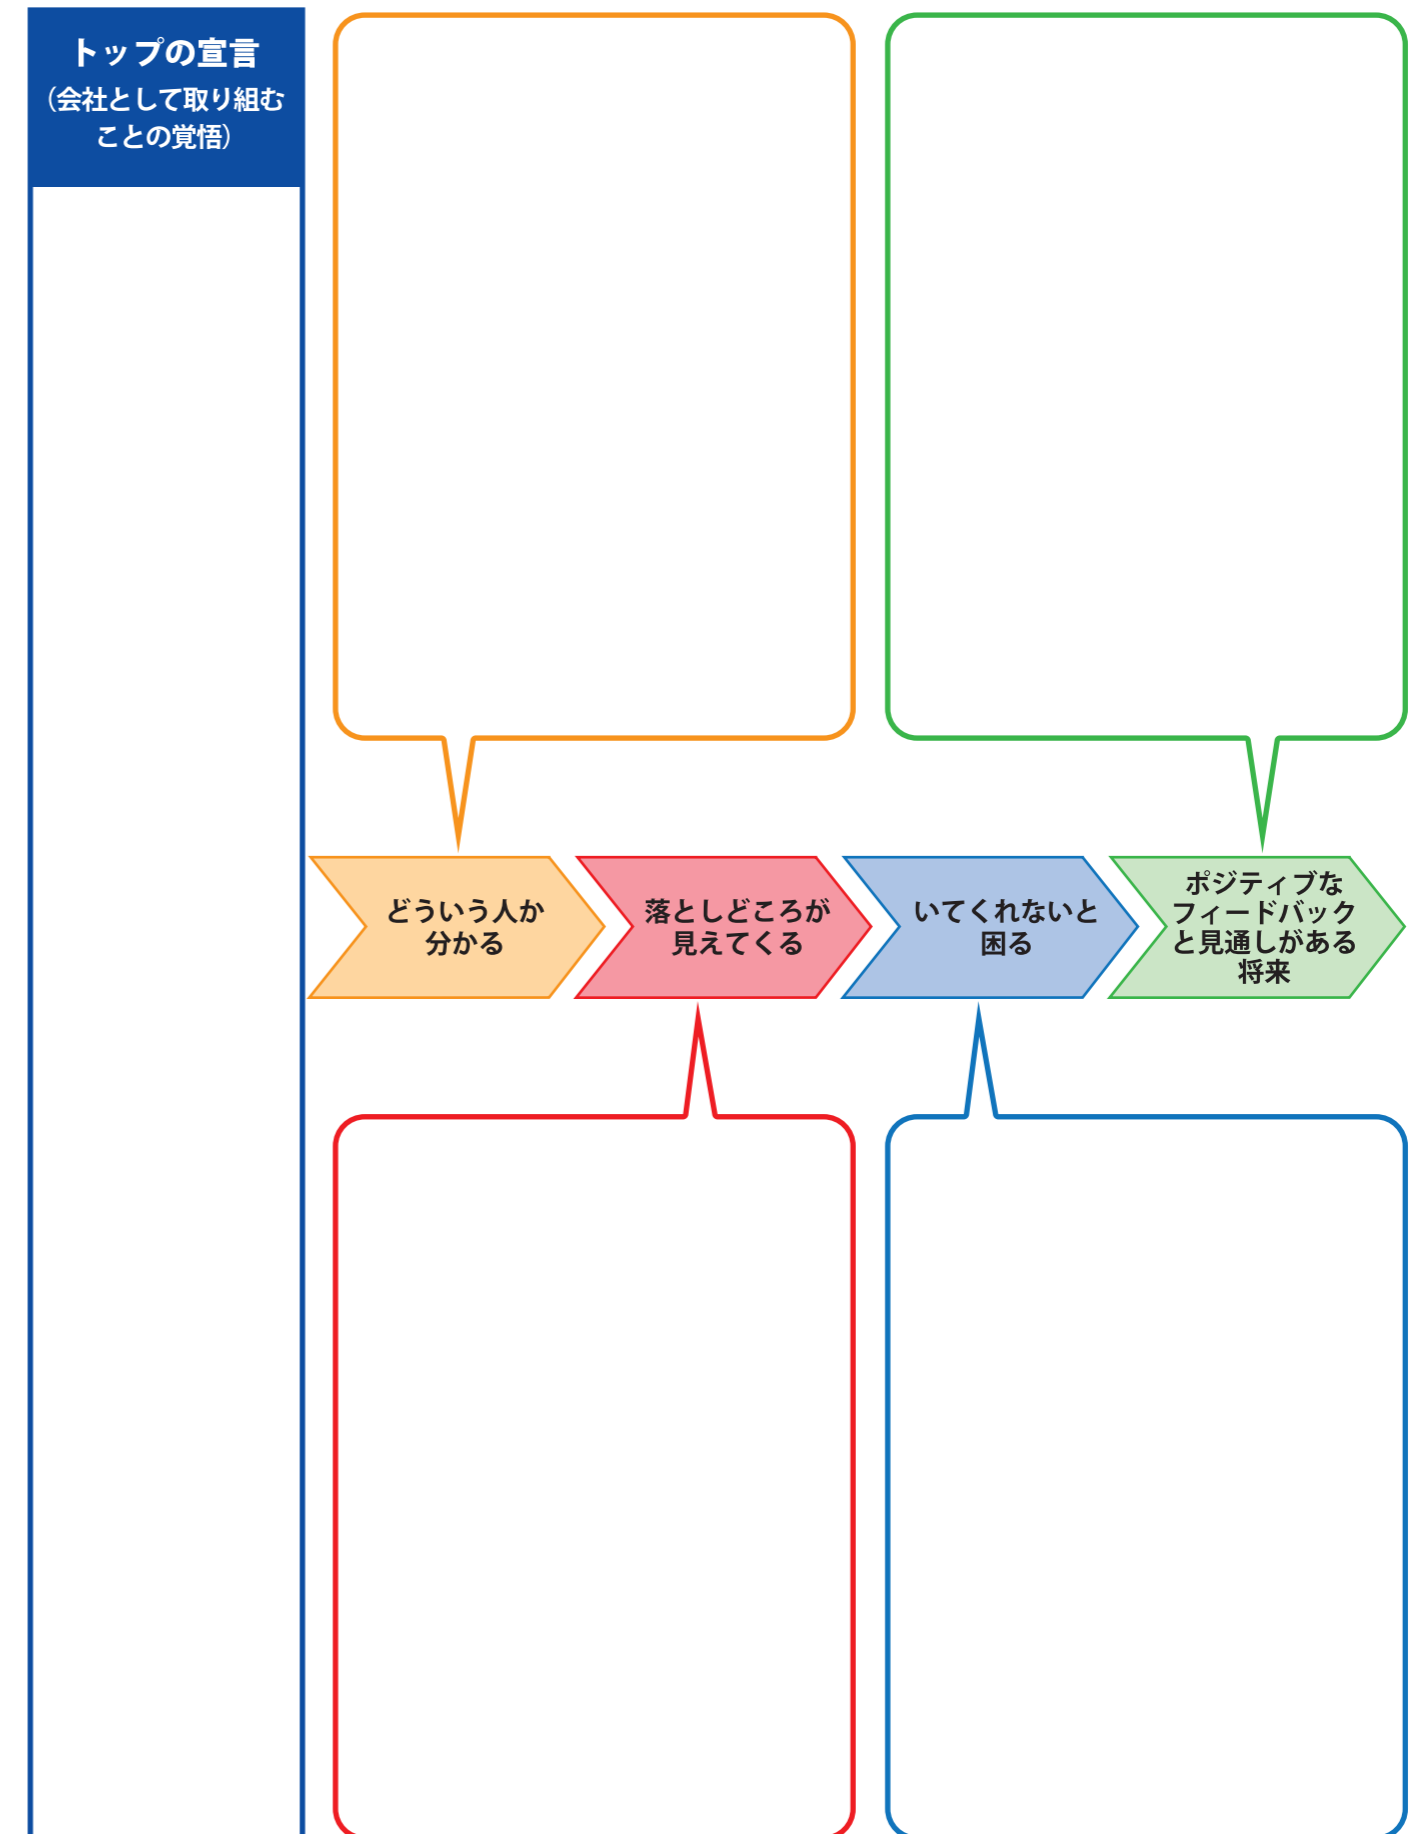 トップの宣言
（会社として取り組む
ことの覚悟）
どういう人か
分かる
落としどころが
見えてくる
いてくれないと
困る
ポジティブな
フィードバック
と見通しがある
将来